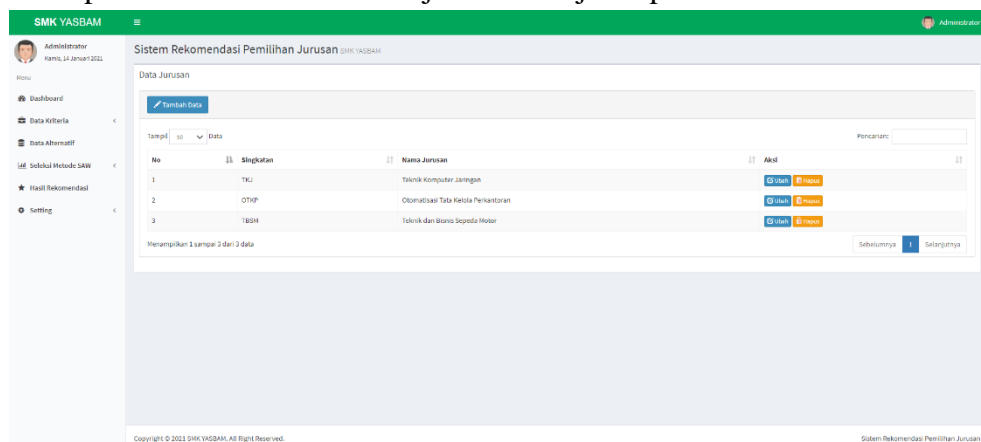 SMK YASBAM
Administrator
Administrator
Kamis, 14 Januari 2021
Menu
Dashboard
Data Kriteria
Data Alternatif
Seleksi Metode SAW
Hasil Rekomendasi
Setting
Sistem Rekomendasi Pemilihan Jurusan SMK YASBAM
Data Jurusan
Tambah Data
Tampil 10 Data
Pencarian:
No Singkatan Nama Jurusan Aksi
1 TKJ Teknik Komputer Jaringan Ubah Hapus
2 OTKP Otomatisasi Tata Kelola Perkantoran Ubah Hapus
3 TBSM Teknik dan Bisnis Sepeda Motor Ubah Hapus
Menampilkan 1 sampai 3 dari 3 data
Sebelumnya 1 Selanjutnya
Copyright © 2021 SMK YASBAM. All Right Reserved.
Sistem Rekomendasi Pemilihan Jurusan